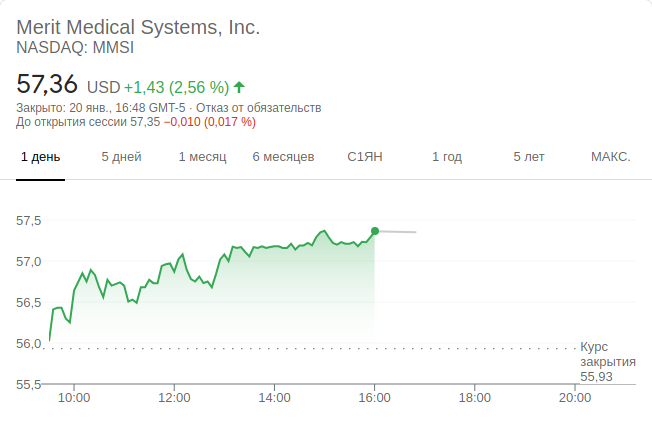 Merit Medical Systems, Inc.
NASDAQ: MMSI
57,36 USD +1,43 (2,56 %)
Закрыто: 20 янв., 16:48 GMT-5 · Отказ от обязательств
До открытия сессии 57,35 −0,010 (0,017 %)
1 день 5 дней 1 месяц 6 месяцев С1ЯН 1 год 5 лет МАКС.
57,5
57,0
56,5
56,0
Курс
закрытия
55,93
55,5
10:00 12:00 14:00 16:00 18:00 20:00